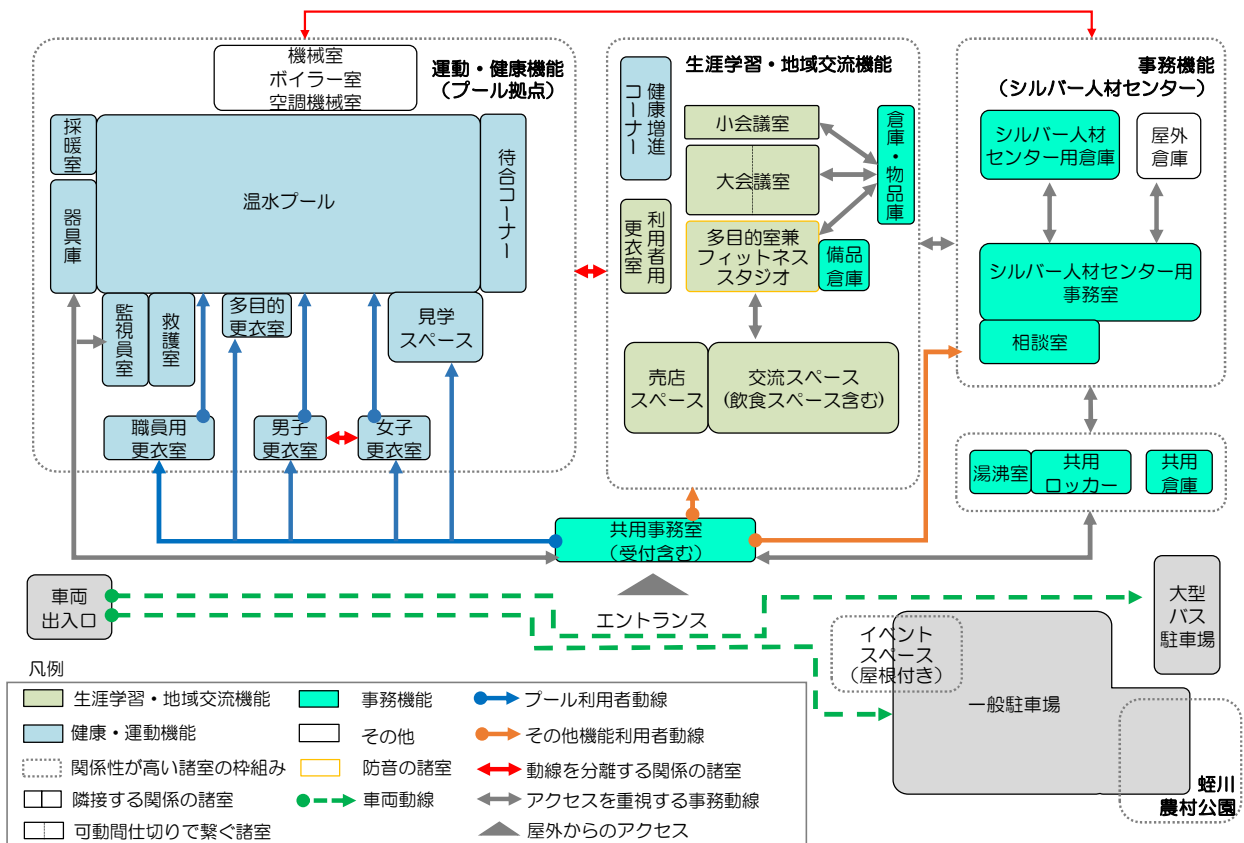 機械室
ボイラー室
空調機械室
運動・健康機能
(プール拠点)
採暖室
器具庫
温水プール
待合コーナー
監視員室
救護室
多目的
更衣室
見学
スペース
職員用
更衣室
男子
更衣室
女子
更衣室
生涯学習・地域交流機能
健康増進
コーナー
利用者用
更衣室
小会議室
大会議室
多目的室兼
フィットネス
スタジオ
倉庫・物品庫
備品
倉庫
売店
スペース
交流スペース
(飲食スペース含む)
事務機能
(シルバー人材センター)
シルバー人材
センター用倉庫
屋外
倉庫
シルバー人材センター用
事務室
相談室
湯沸室
共用
ロッカー
共用
倉庫
共用事務室
(受付含む)
エントランス
車両
出入口
大型
バス
駐車場
イベント
スペース
(屋根付き)
一般駐車場
蛭川
農村公園
凡例
生涯学習・地域交流機能
事務機能
プール利用者動線
健康・運動機能
その他
その他機能利用者動線
関係性が高い諸室の枠組み
防音の諸室
動線を分離する関係の諸室
隣接する関係の諸室
車両動線
アクセスを重視する事務動線
可動間仕切りで繋ぐ諸室
屋外からのアクセス